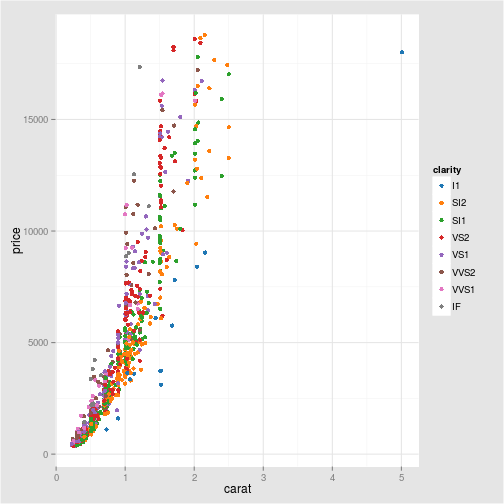 15000
10000
5000
0
price
0 1 2 3 4 5
carat
clarity
I1
SI2
SI1
VS2
VS1
VVS2
VVS1
IF